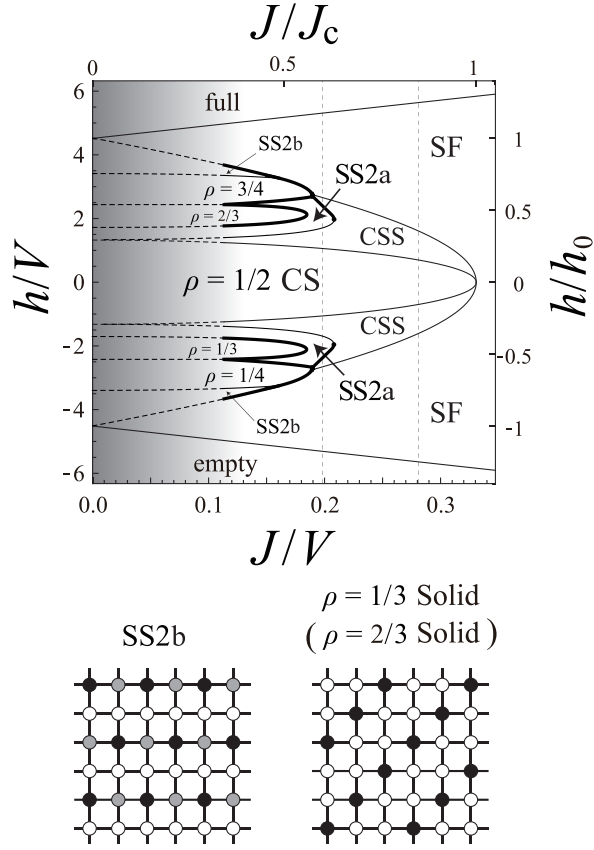 J/Jc
0 0.5 1
6
full
4
SS2b
SF
1
SS2a
ρ = 3/4
2
ρ = 2/3
0.5
CSS
h/V
0
ρ = 1/2 CS
0
h/h0
CSS
-2
ρ = 1/3
-0.5
ρ = 1/4
SS2a
-4
SS2b
SF
-1
empty
-6
0.0 0.1 0.2 0.3
J/V
ρ = 1/3 Solid
SS2b
( ρ = 2/3 Solid )